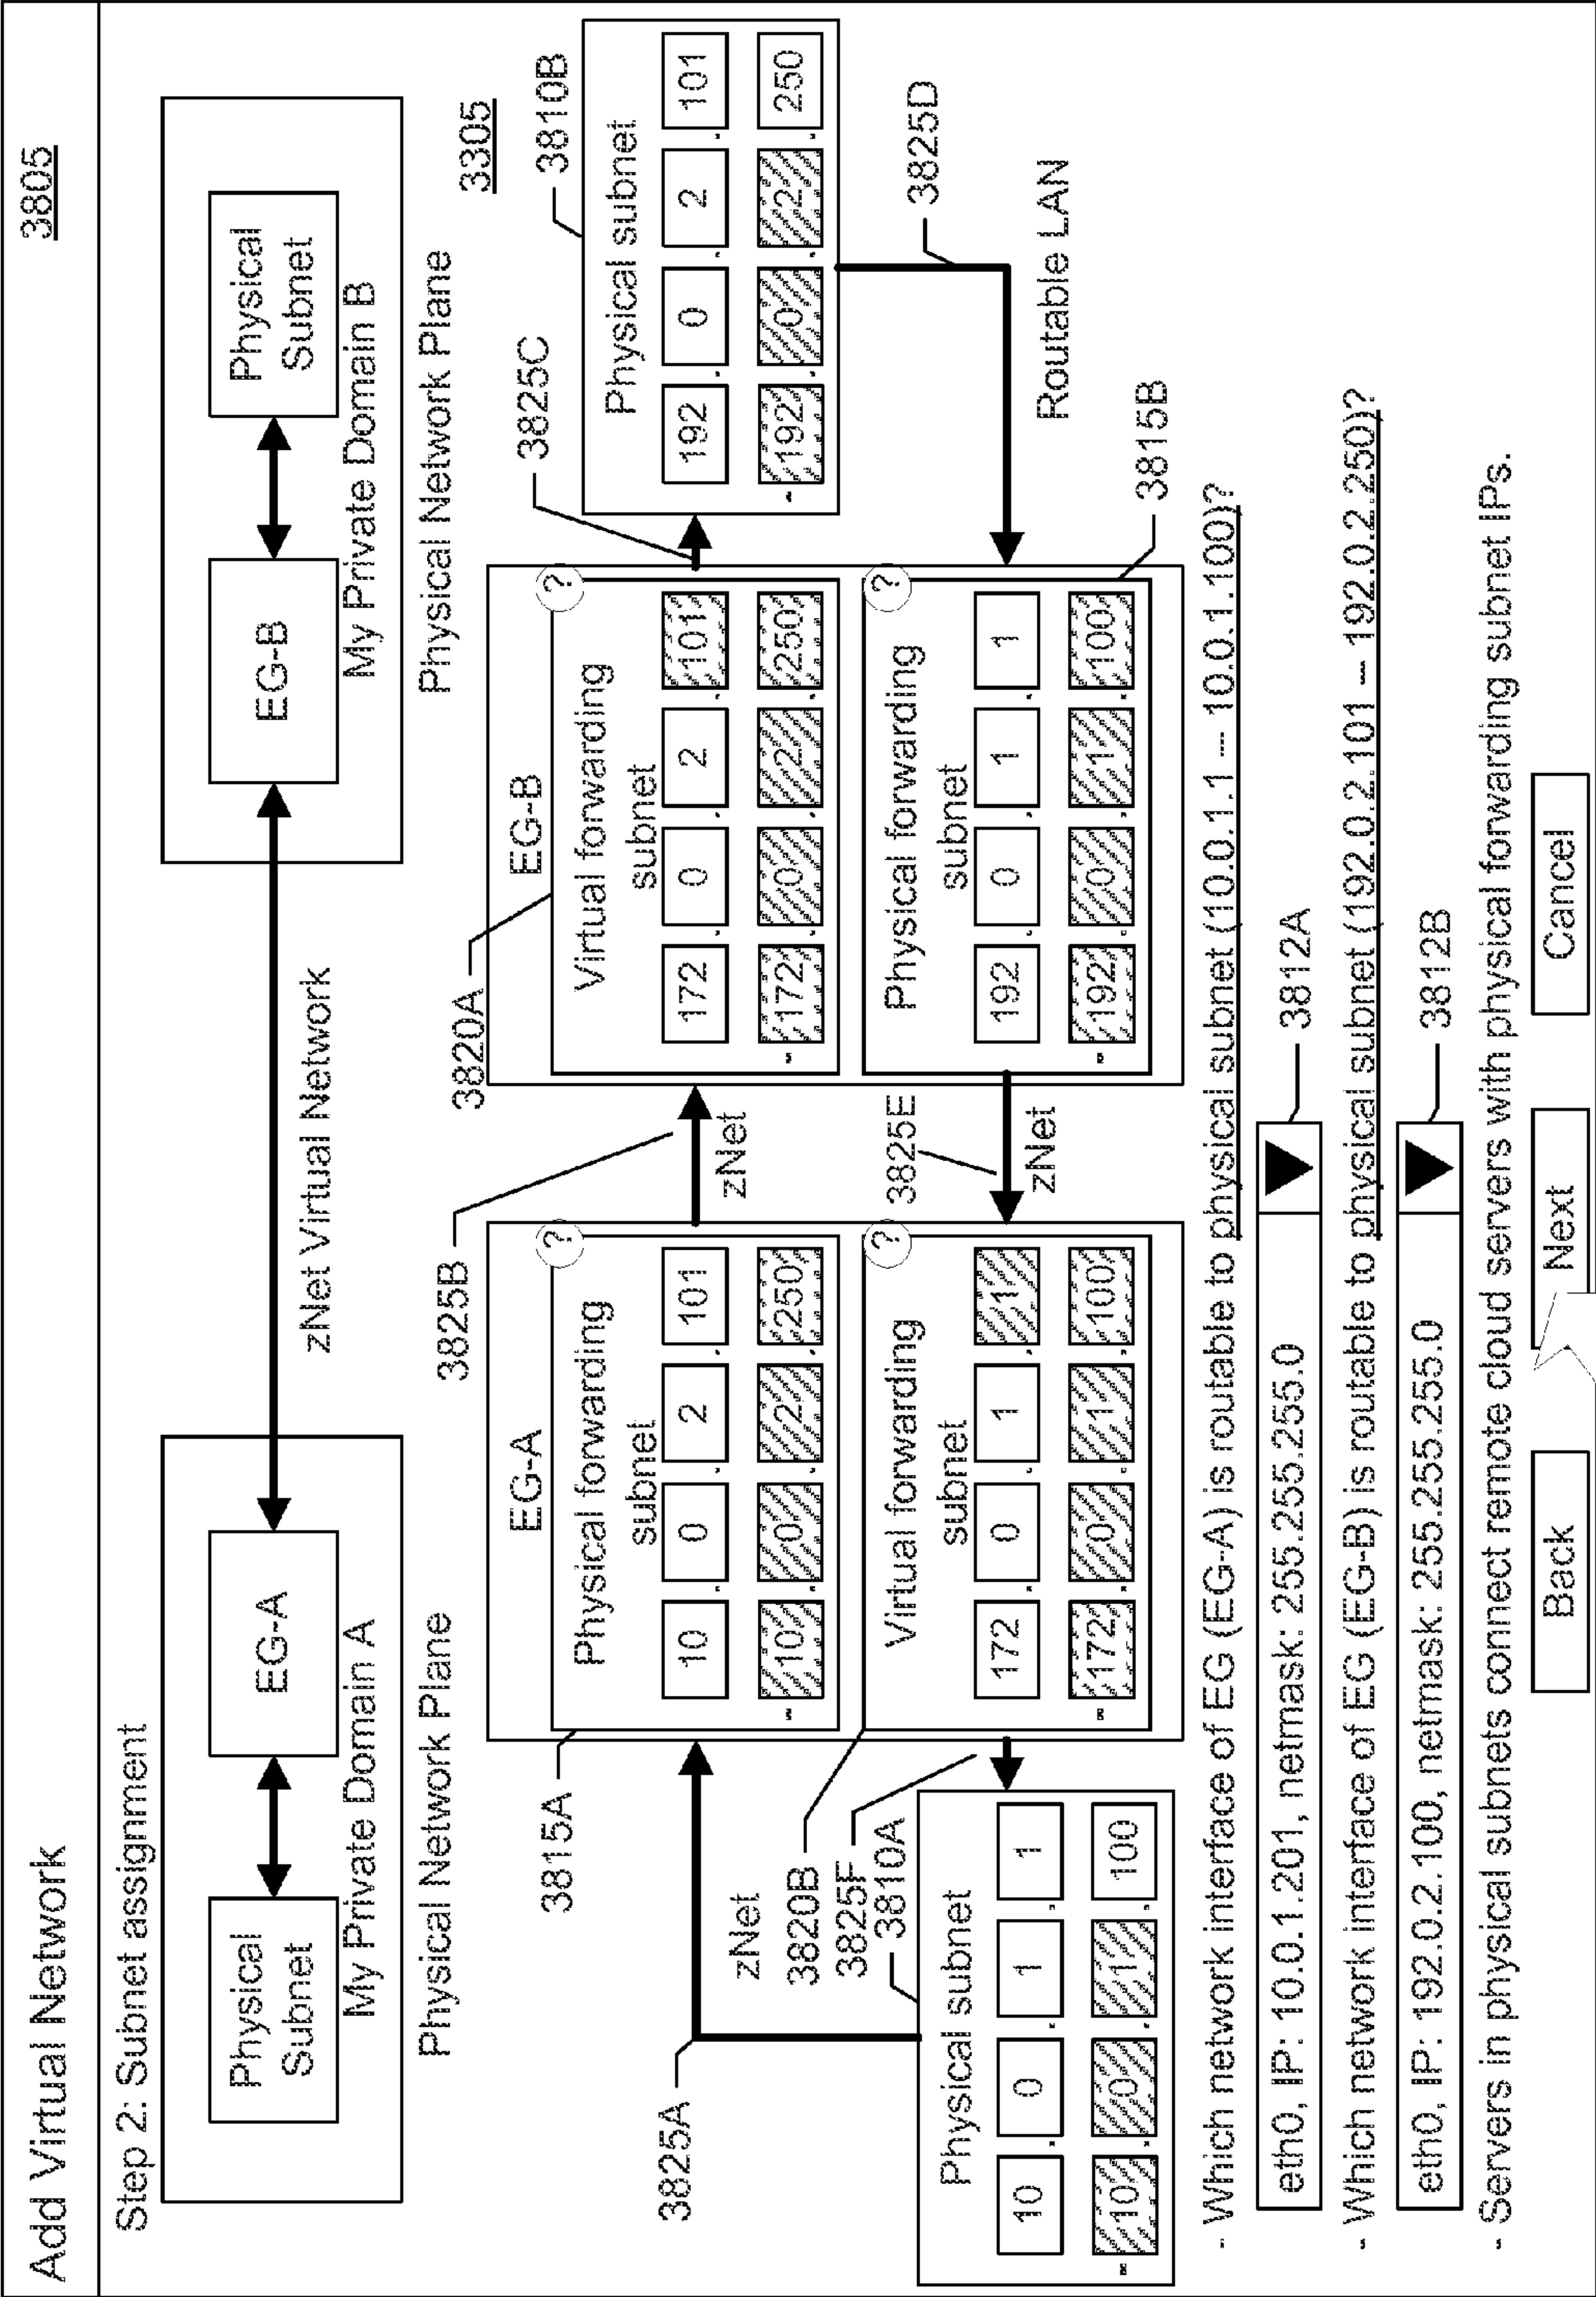 Add Virtual Network
3805
Step 2: Subnet assignment
Physical
Subnet
EG-A
My Private Domain A
zNet Virtual Network
EG-B
Physical
Subnet
My Private Domain B
Physical Network Plane
Physical Network Plane
3305
3815A
EG-A
Physical forwarding
subnet
10 . 0 . 2 . 101
- 10 . 0 . 2 . 250
?
3825B
zNet
3820A
EG-B
Virtual forwarding
subnet
172 . 0 . 2 . 101
- 172 . 0 . 2 . 250
?
3825C
3810B
Physical subnet
192 . 0 . 2 . 101
- 192 . 0 . 2 . 250
3825A
zNet
3820B
3825F
3810A
Physical subnet
10 . 0 . 1 . 1
- 10 . 0 . 1 . 100
Virtual forwarding
subnet
172 . 0 . 1 . 1
- 172 . 0 . 1 . 100
?
3825E
zNet
Physical forwarding
subnet
192 . 0 . 1 . 1
- 192 . 0 . 1 . 100
?
3815B
3825D
Routable LAN
- Which network interface of EG (EG-A) is routable to physical subnet (10.0.1.1 --- 10.0.1.100)?
eth0, IP: 10.0.1.201, netmask: 255.255.255.0
3812A
- Which network interface of EG (EG-B) is routable to physical subnet (192.0.2.101 – 192.0.2.250)?
eth0, IP: 192.0.2.100, netmask: 255.255.255.0
3812B
- Servers in physical subnets connect remote cloud servers with physical forwarding subnet IPs.
Back
Next
Cancel